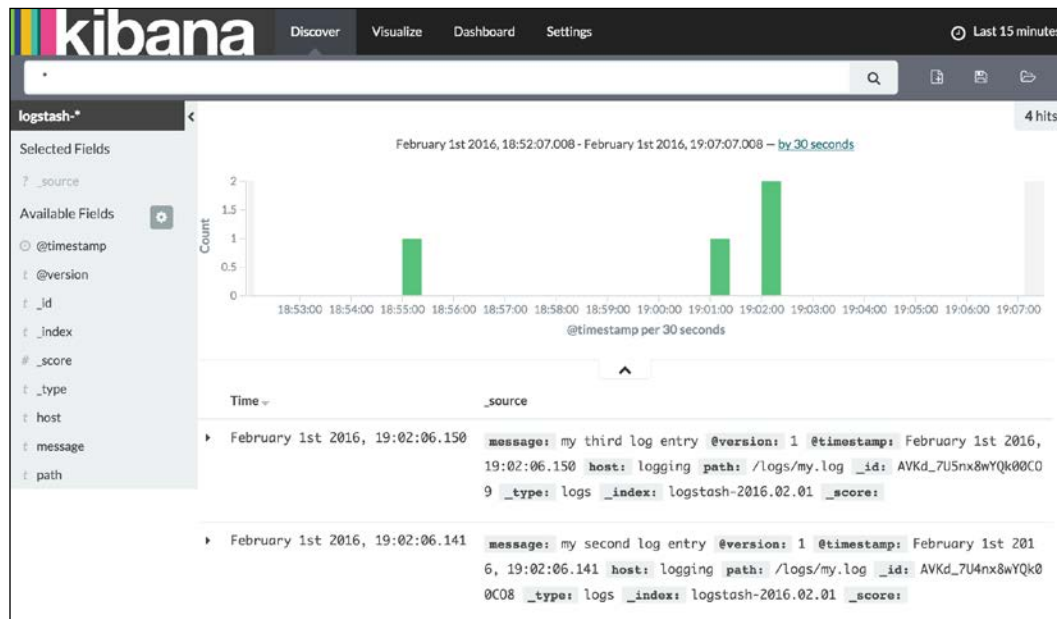 kibana Discover Visualize Dashboard Settings Last 15 minutes
*
logstash-* 4 hits
Selected Fields
? _source
Available Fields
@timestamp
t @version
t _id
t _index
# _score
t _type
t host
t message
t path
February 1st 2016, 18:52:07.008 - February 1st 2016, 19:07:07.008 — by 30 seconds
Count
2
1.5
1
0.5
0
18:53:00 18:54:00 18:55:00 18:56:00 18:57:00 18:58:00 18:59:00 19:00:00 19:01:00 19:02:00 19:03:00 19:04:00 19:05:00 19:06:00 19:07:00
@timestamp per 30 seconds
Time _source
February 1st 2016, 19:02:06.150 message: my third log entry @version: 1 @timestamp: February 1st 2016,
19:02:06.150 host: logging path: /logs/my.log _id: AVKd_7U5nx8wYQk00CO
9 _type: logs _index: logstash-2016.02.01 _score:
February 1st 2016, 19:02:06.141 message: my second log entry @version: 1 @timestamp: February 1st 201
6, 19:02:06.141 host: logging path: /logs/my.log _id: AVKd_7U4nx8wYQk0
0CO8 _type: logs _index: logstash-2016.02.01 _score: